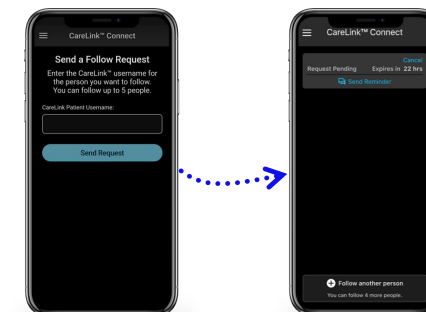 CareLink™ Connect
Send a Follow Request
Enter the CareLink™ username for
the person you want to follow.
You can follow up to 5 people.
CareLink Patient Username:
Send Request
CareLink™ Connect
Cancel
Request Pending Expires in 22 hrs
Send Reminder
Follow another person
You can follow 4 more people.